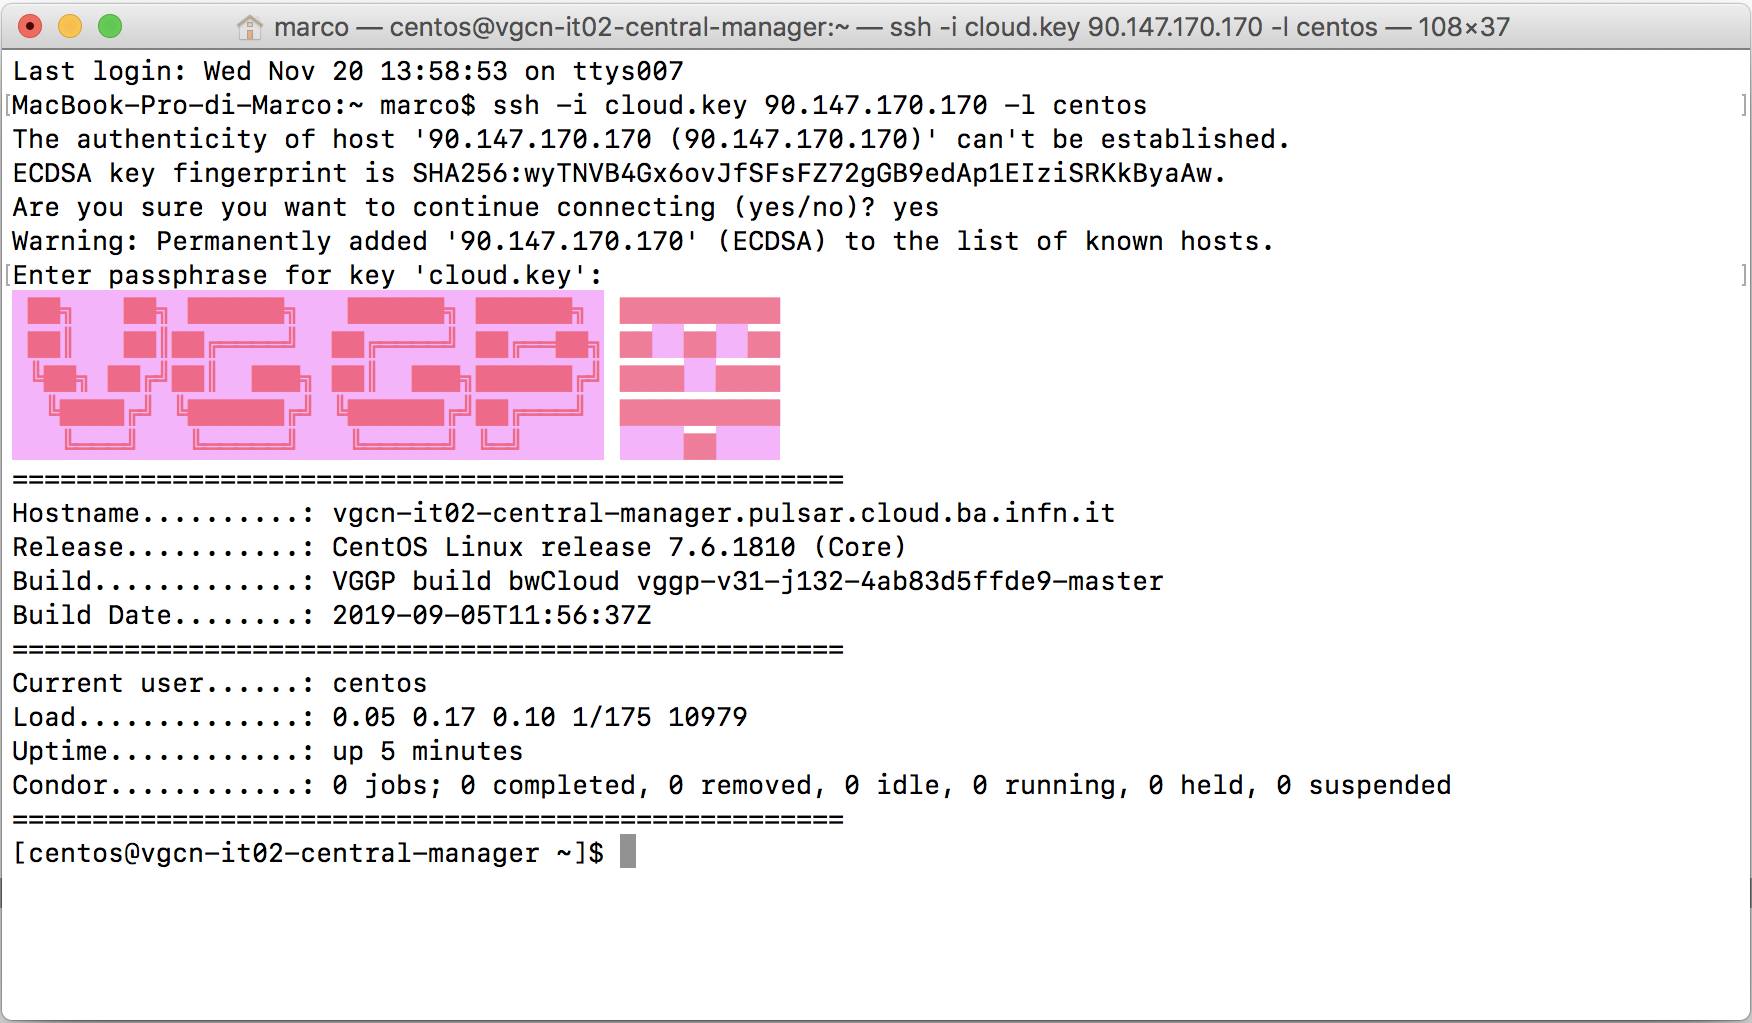 marco — centos@vgcn-it02-central-manager:~ — ssh -i cloud.key 90.147.170.170 -l centos — 108×37
Last login: Wed Nov 20 13:58:53 on ttys007
[MacBook-Pro-di-Marco:~ marco$ ssh -i cloud.key 90.147.170.170 -l centos ]
The authenticity of host '90.147.170.170 (90.147.170.170)' can't be established.
ECDSA key fingerprint is SHA256:wyTNVB4Gx6ovJfSFsFZ72gGB9edAp1EIziSRKkByaAw.
Are you sure you want to continue connecting (yes/no)? yes
Warning: Permanently added '90.147.170.170' (ECDSA) to the list of known hosts.
[Enter passphrase for key 'cloud.key': ]
VGGP
====================================================
Hostname..........: vgcn-it02-central-manager.pulsar.cloud.ba.infn.it
Release...........: CentOS Linux release 7.6.1810 (Core)
Build.............: VGGP build bwCloud vggp-v31-j132-4ab83d5ffde9-master
Build Date........: 2019-09-05T11:56:37Z
====================================================
Current user......: centos
Load..............: 0.05 0.17 0.10 1/175 10979
Uptime............: up 5 minutes
Condor............: 0 jobs; 0 completed, 0 removed, 0 idle, 0 running, 0 held, 0 suspended
====================================================
[centos@vgcn-it02-central-manager ~]$